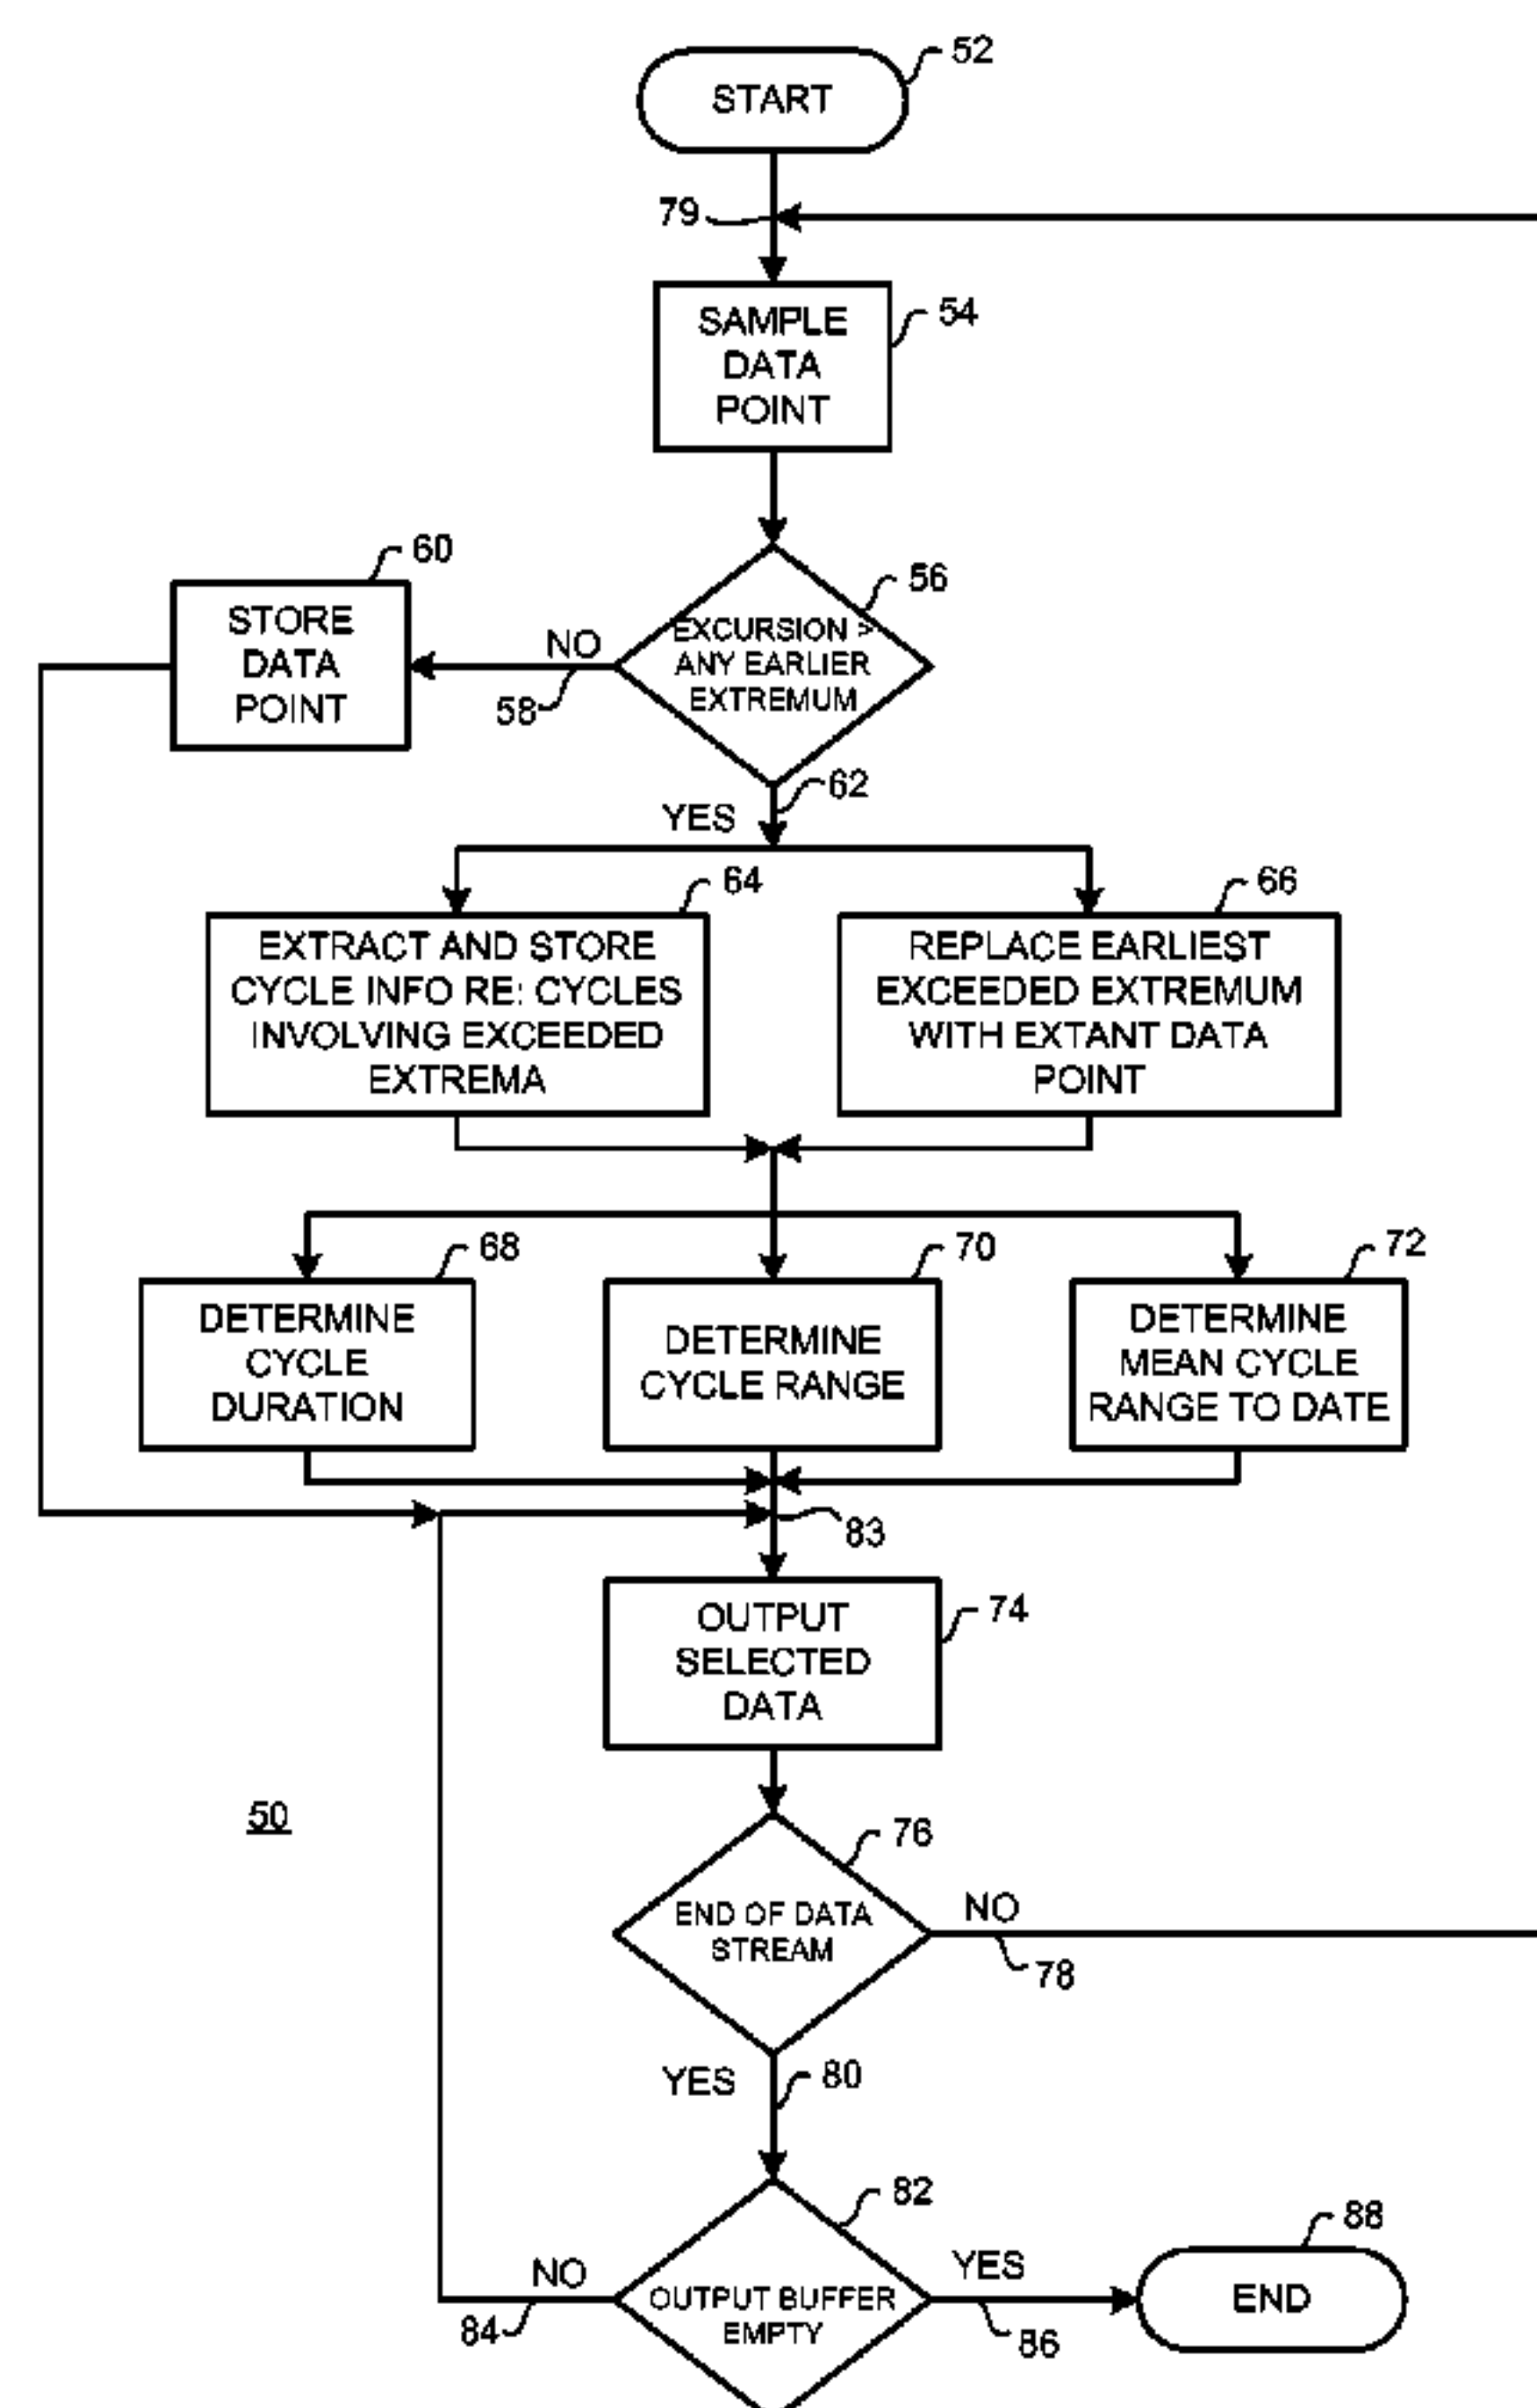 52
START
79
54
SAMPLE
DATA
POINT
60
56
STORE
DATA
POINT
NO
58
EXCURSION >
ANY EARLIER
EXTREMUM
62
YES
64
66
EXTRACT AND STORE
CYCLE INFO RE: CYCLES
INVOLVING EXCEEDED
EXTREMA
REPLACE EARLIEST
EXCEEDED EXTREMUM
WITH EXTANT DATA
POINT
68
70
72
DETERMINE
CYCLE
DURATION
DETERMINE
CYCLE RANGE
DETERMINE
MEAN CYCLE
RANGE TO DATE
83
74
OUTPUT
SELECTED
DATA
50
76
END OF DATA
STREAM
NO
78
YES
80
82
88
NO
84
OUTPUT BUFFER
EMPTY
YES
86
END